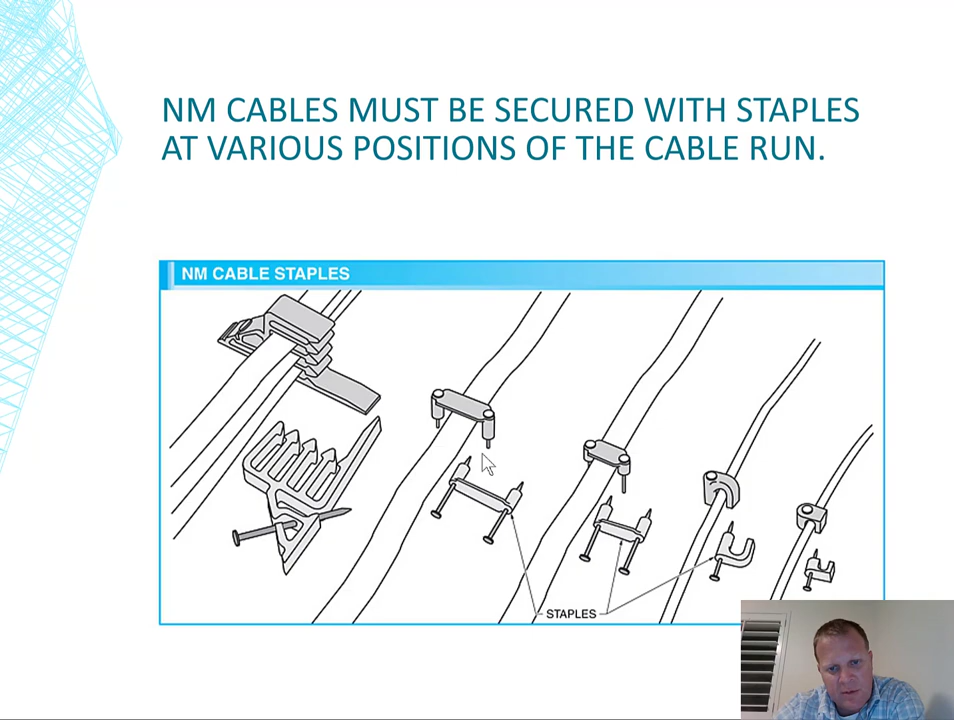 NM CABLES MUST BE SECURED WITH STAPLES
AT VARIOUS POSITIONS OF THE CABLE RUN.
NM CABLE STAPLES
STAPLES